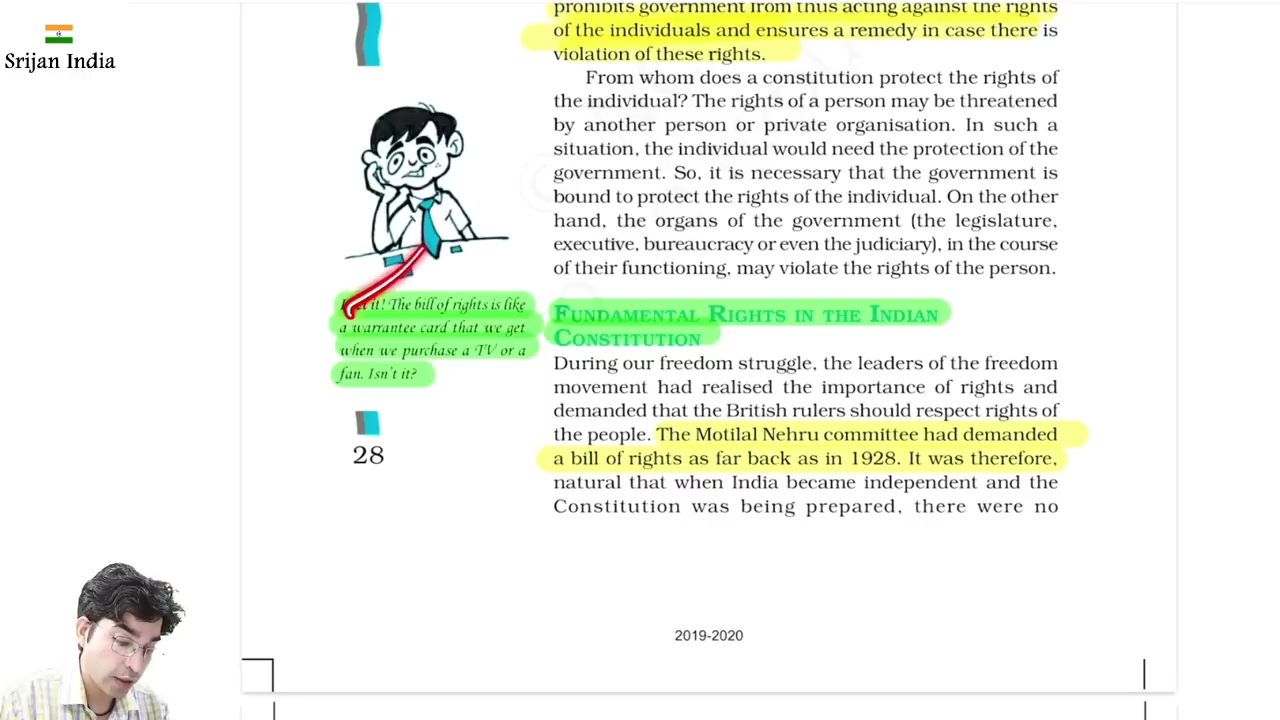 Srijan India
prohibits government from thus acting against the rights
of the individuals and ensures a remedy in case there is
violation of these rights.
From whom does a constitution protect the rights of
the individual? The rights of a person may be threatened
by another person or private organisation. In such a
situation, the individual would need the protection of the
government. So, it is necessary that the government is
bound to protect the rights of the individual. On the other
hand, the organs of the government (the legislature,
executive, bureaucracy or even the judiciary), in the course
of their functioning, may violate the rights of the person.
it! The bill of rights is like
a warrantee card that we get
when we purchase a TV or a
fan. Isn't it?
FUNDAMENTAL RIGHTS IN THE INDIAN
CONSTITUTION
During our freedom struggle, the leaders of the freedom
movement had realised the importance of rights and
demanded that the British rulers should respect rights of
the people. The Motilal Nehru committee had demanded
a bill of rights as far back as in 1928. It was therefore,
natural that when India became independent and the
Constitution was being prepared, there were no
28
2019-2020